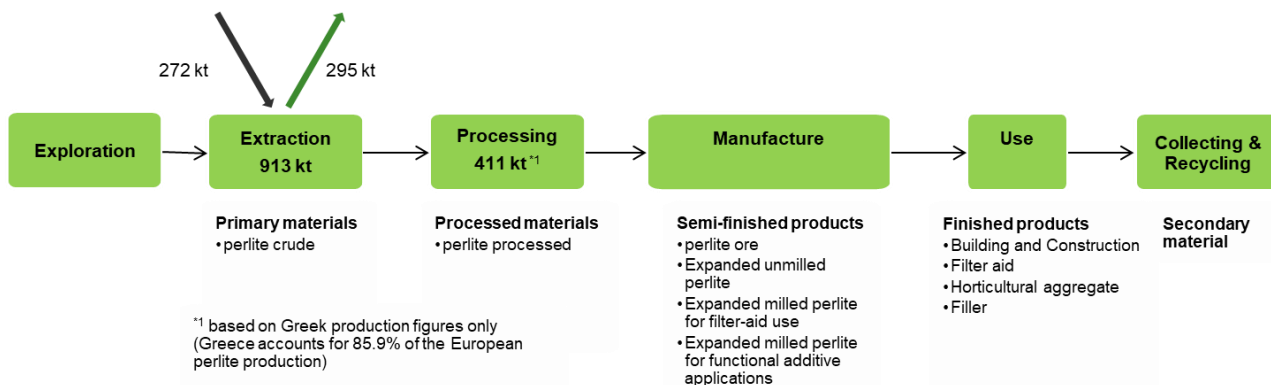 272 kt
295 kt
Exploration
Extraction
913 kt
Processing
411 kt *1
Manufacture
Use
Collecting &
Recycling
Primary materials
•perlite crude
Processed materials
•perlite processed
Semi-finished products
•perlite ore
•Expanded unmilled
perlite
•Expanded milled perlite
for filter-aid use
•Expanded milled perlite
for functional additive
applications
Finished products
•Building and Construction
•Filter aid
•Horticultural aggregate
•Filler
Secondary
material
*1 based on Greek production figures only
(Greece accounts for 85.9% of the European
perlite production)